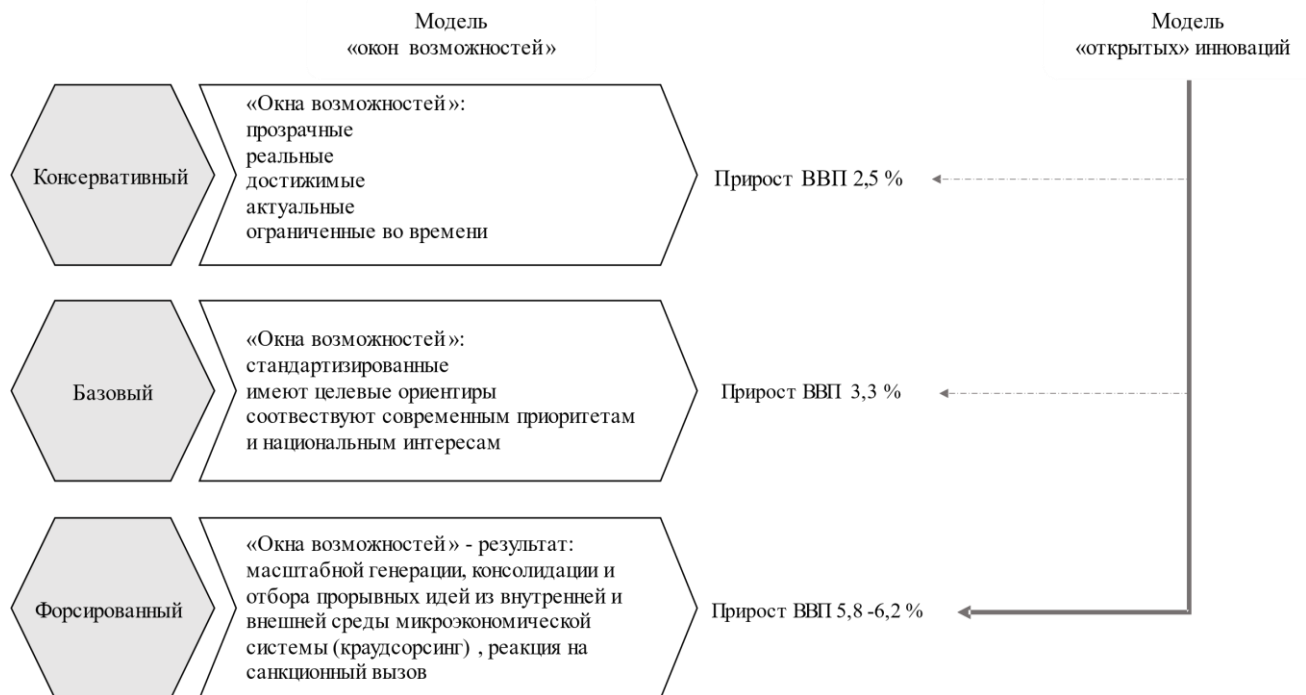 Модель
«окон возможностей»
Модель
«открытых» инноваций
Консервативный
«Окна возможностей»:
прозрачные
реальные
достижимые
актуальные
ограниченные во времени
Прирост ВВП 2,5 %
Базовый
«Окна возможностей»:
стандартизированные
имеют целевые ориентиры
соотвествуют современным приоритетам
и национальным интересам
Прирост ВВП 3,3 %
Форсированный
«Окна возможностей» - результат:
масштабной генерации, консолидации и
отбора прорывных идей из внутренней и
внешней среды микроэкономической
системы (краудсорсинг) , реакция на
санкционный вызов
Прирост ВВП 5,8 -6,2 %